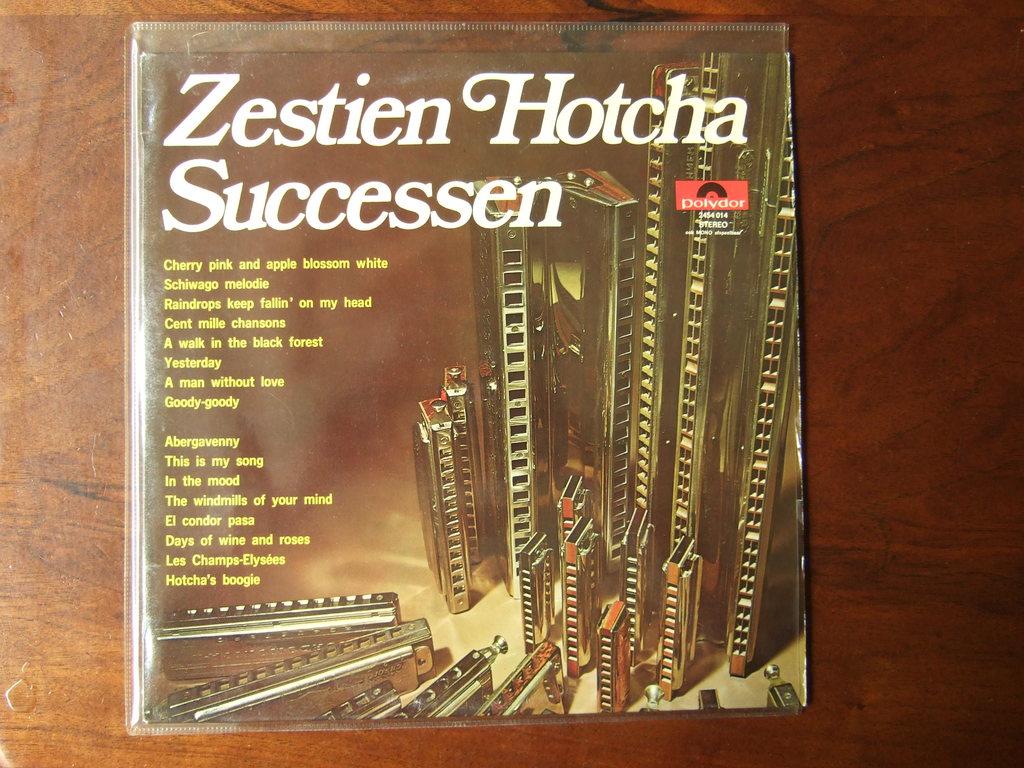 Zestien Hotcha
Successen
polydor
2454 014
STEREO
ook MONO afspeelbaar
Cherry pink and apple blossom white
Schiwago melodie
Raindrops keep fallin' on my head
Cent mille chansons
A walk in the black forest
Yesterday
A man without love
Goody-goody
Abergavenny
This is my song
In the mood
The windmills of your mind
El condor pasa
Days of wine and roses
Les Champs-Elysées
Hotcha's boogie